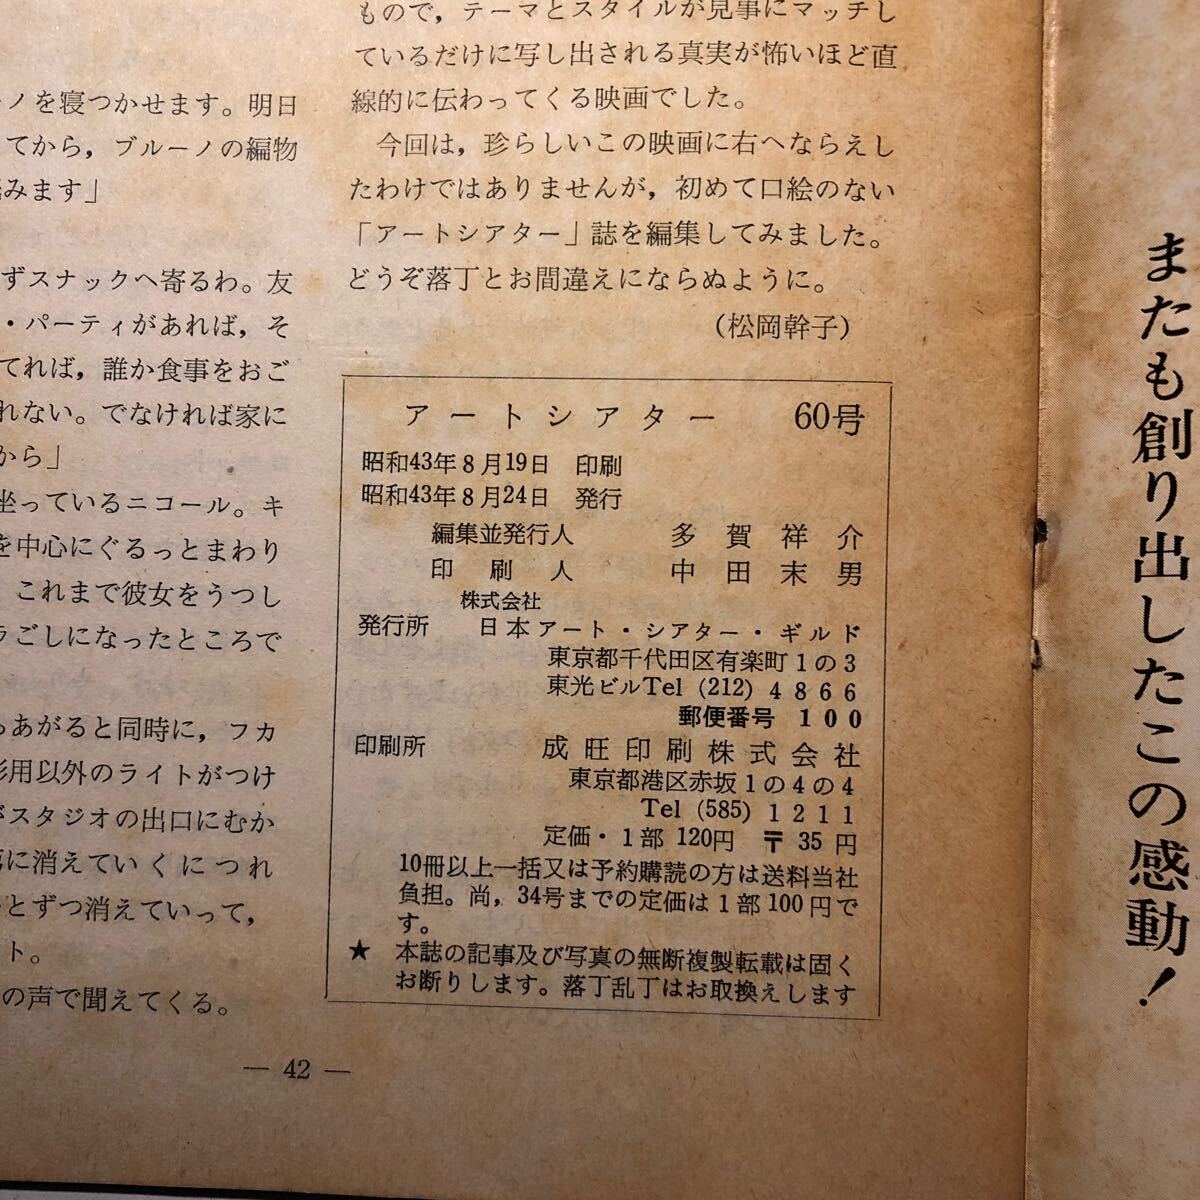 もので，テーマとスタイルが見事にマッチし
ているだけに写し出される真実が怖いほど直
線的に伝わってくる映画でした。
今回は，珍らしいこの映画に右へならえし
たわけではありませんが，初めて口絵のない
「アートシアター」誌を編集してみました。
どうぞ落丁とお間違えにならぬように。
（松岡幹子）
ーノを寝つかせます。明日
てから，ブルーノの編物
みます」
ずスナックへ寄るわ。友
・パーティがあれば，そ
てれば，誰か食事をおご
れない。でなければ家に
から」
坐っているニコール。キ
を中心にぐるっとまわり
これまで彼女をうつし
ラごしになったところで
あがると同時に，フカ
影用以外のライトがつけ
がスタジオの出口にむか
に消えていくにつれ
とずつ消えていって，
ト。
の声で聞えてくる。
アートシアター 60号
昭和43年8月19日 印刷
昭和43年8月24日 発行
編集並発行人 多賀祥介
印刷人 中田末男
株式会社
発行所 日本アート・シアター・ギルド
東京都千代田区有楽町1の3
東光ビルTel (212) 4866
郵便番号 100
印刷所 成旺印刷株式会社
東京都港区赤坂1の4の4
Tel (585) 1211
定価・1部 120円 〒 35円
10冊以上一括又は予約購読の方は送料当社
負担。尚，34号までの定価は1部100円で
す。
★ 本誌の記事及び写真の無断複製転載は固く
お断りします。落丁乱丁はお取換えします
— 42 —
またも創り出したこの感動！